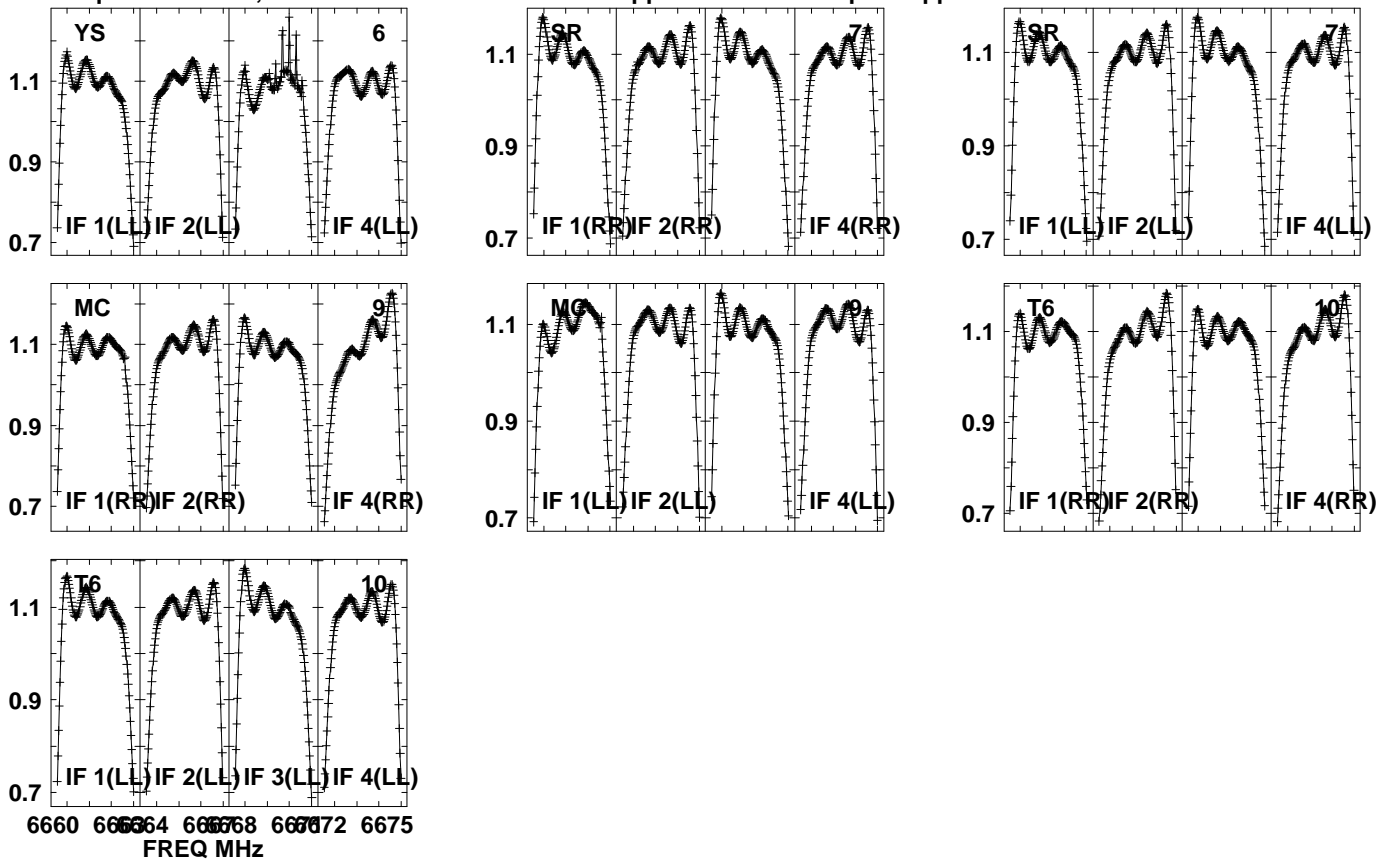 YS 6
1.1
0.9
0.7
IF 1(LL) IF 2(LL) IF 4(LL)
SR 7
1.1
0.9
0.7
IF 1(RR) IF 2(RR) IF 4(RR)
SR 7
1.1
0.9
0.7
IF 1(LL) IF 2(LL) IF 4(LL)
MC 9
1.1
0.9
0.7
IF 1(RR) IF 2(RR) IF 4(RR)
MC 9
1.1
0.9
0.7
IF 1(LL) IF 2(LL) IF 4(LL)
T6 10
1.1
0.9
0.7
IF 1(RR) IF 2(RR) IF 4(RR)
T6 10
1.1
0.9
0.7
IF 1(LL) IF 2(LL) IF 3(LL) IF 4(LL)
6660 6663 6664 6667 6668 6671 6672 6675
FREQ MHz